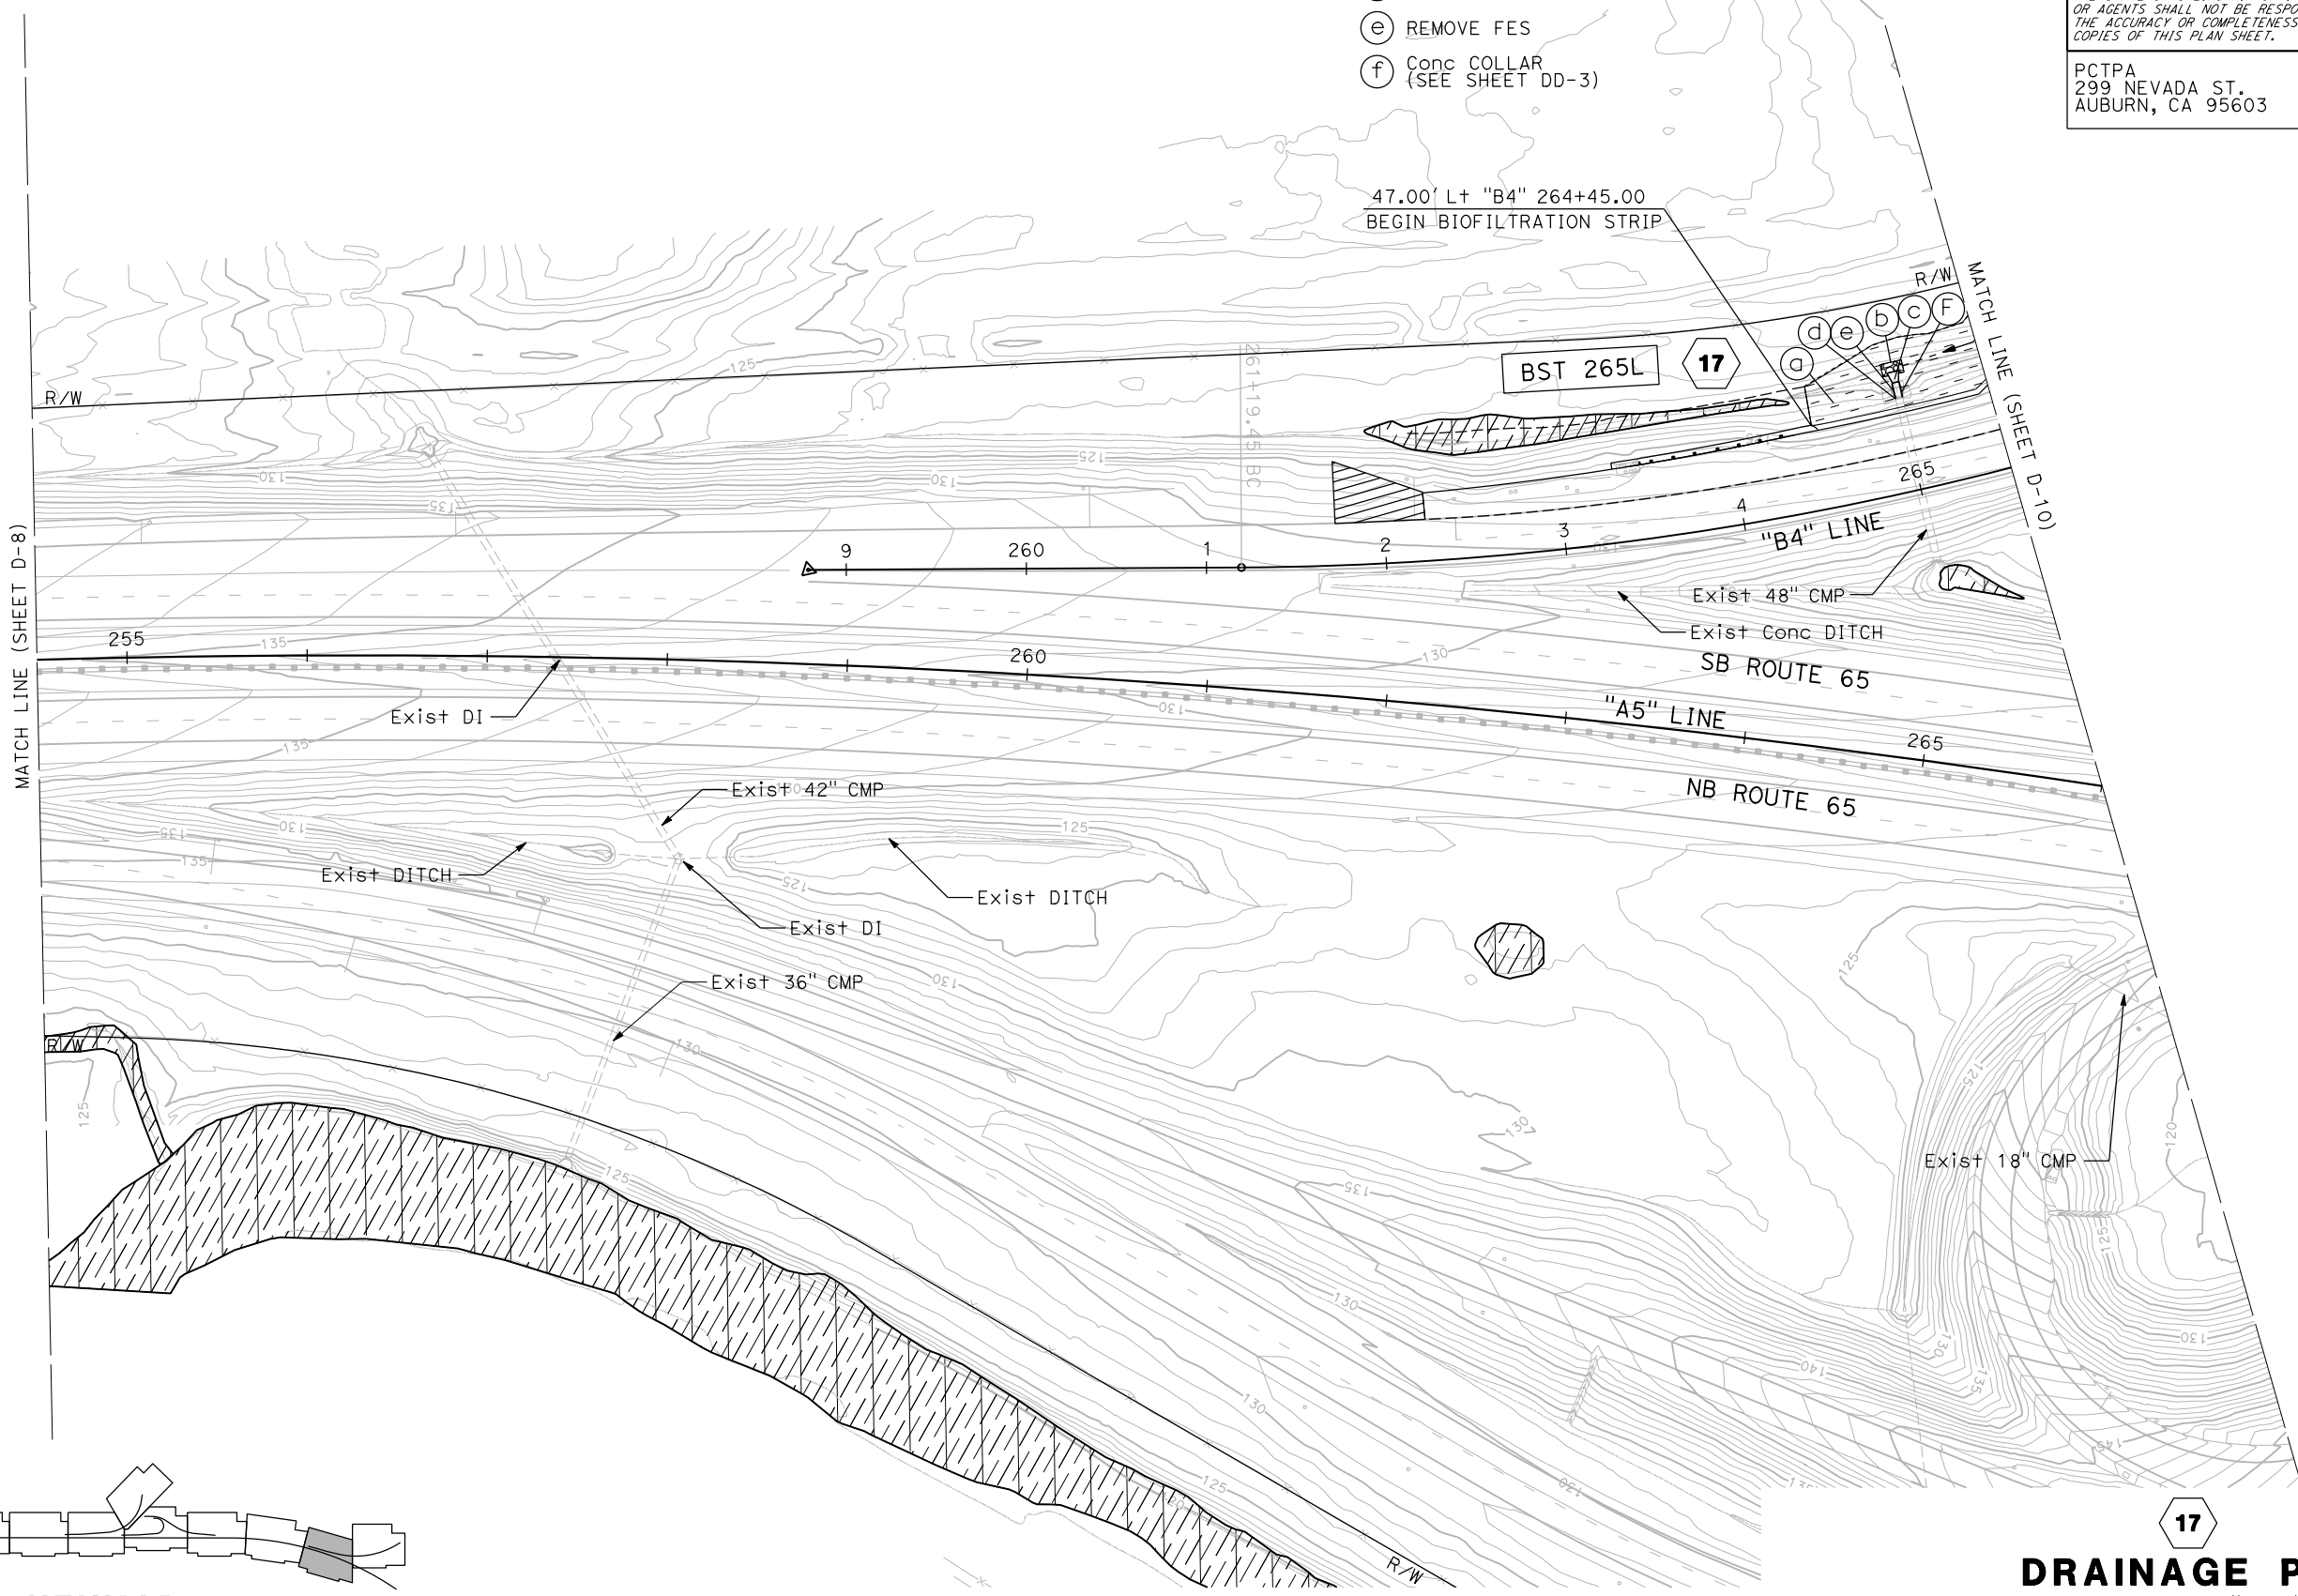 OR AGENTS SHALL NOT BE RESPO
THE ACCURACY OR COMPLETENESS
COPIES OF THIS PLAN SHEET.
PCTPA
299 NEVADA ST.
AUBURN, CA 95603
e REMOVE FES
f Conc COLLAR
(SEE SHEET DD-3)
47.00' Lt "B4" 264+45.00
BEGIN BIOFILTRATION STRIP
R/W
MATCH LINE (SHEET D-10)
d e b c F
a
BST 265L
17
R/W
125
261+19.45 BC
130
125
130
135
265
4
3
2
1
260
9
"B4" LINE
130
Exist 48" CMP
Exist Conc DITCH
MATCH LINE (SHEET D-8)
255
135
260
130
SB ROUTE 65
"A5" LINE
265
130
Exist DI
135
NB ROUTE 65
Exist 42" CMP
130
130
135
135
125
Exist DITCH
125
Exist DITCH
Exist DI
130
125
Exist 36" CMP
130
R/W
125
125
125
130
120
Exist 18" CMP
135
125
130
130
130
140
135
130
145
125
120
130
130
R/W
17
DRAINAGE P